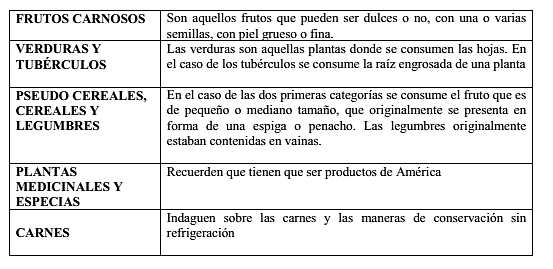 FRUTOS CARNOSOS
Son aquellos frutos que pueden ser dulces o no, con una o varias
semillas, con piel grueso o fina.
VERDURAS Y
TUBÉRCULOS
Las verduras son aquellas plantas donde se consumen las hojas. En
el caso de los tubérculos se consume la raíz engrosada de una planta
PSEUDO CEREALES,
CEREALES Y
LEGUMBRES
En el caso de las dos primeras categorías se consume el fruto que es
de pequeño o mediano tamaño, que originalmente se presenta en
forma de una espiga o penacho. Las legumbres originalmente
estaban contenidas en vainas.
PLANTAS
MEDICINALES Y
ESPECIAS
Recuerden que tienen que ser productos de América
CARNES
Indaguen sobre las carnes y las maneras de conservación sin
refrigeración